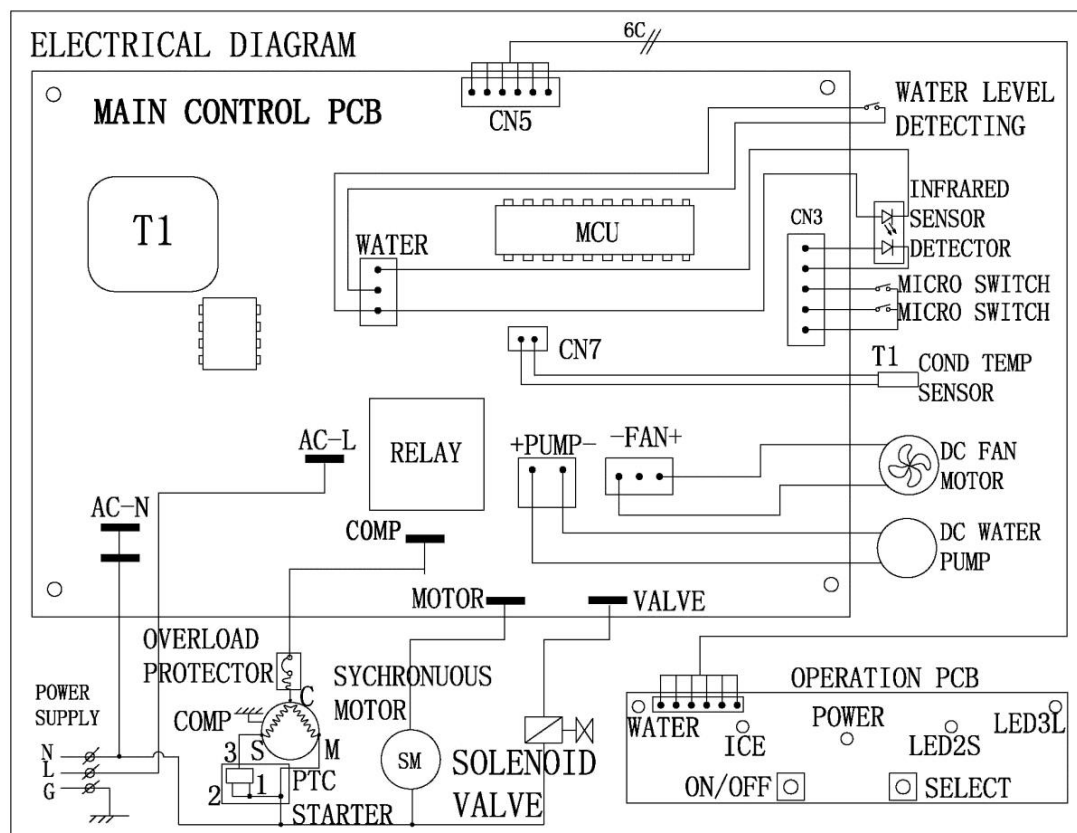 ELECTRICAL DIAGRAM
6C
MAIN CONTROL PCB
CN5
WATER LEVEL
DETECTING
T1
MCU
WATER
CN3
INFRARED
SENSOR
DETECTOR
MICRO SWITCH
MICRO SWITCH
CN7
T1
COND TEMP
SENSOR
AC-L
RELAY
+PUMP-
-FAN+
DC FAN
MOTOR
AC-N
COMP
DC WATER
PUMP
MOTOR
VALVE
OVERLOAD
PROTECTOR
SYCHRONUOUS
MOTOR
POWER
SUPPLY
COMP
C
S
M
N
L
G
3
2
1
PTC
STARTER
SM
SOLENOID
VALVE
OPERATION PCB
WATER
ICE
POWER
LED2S
LED3L
ON/OFF
SELECT